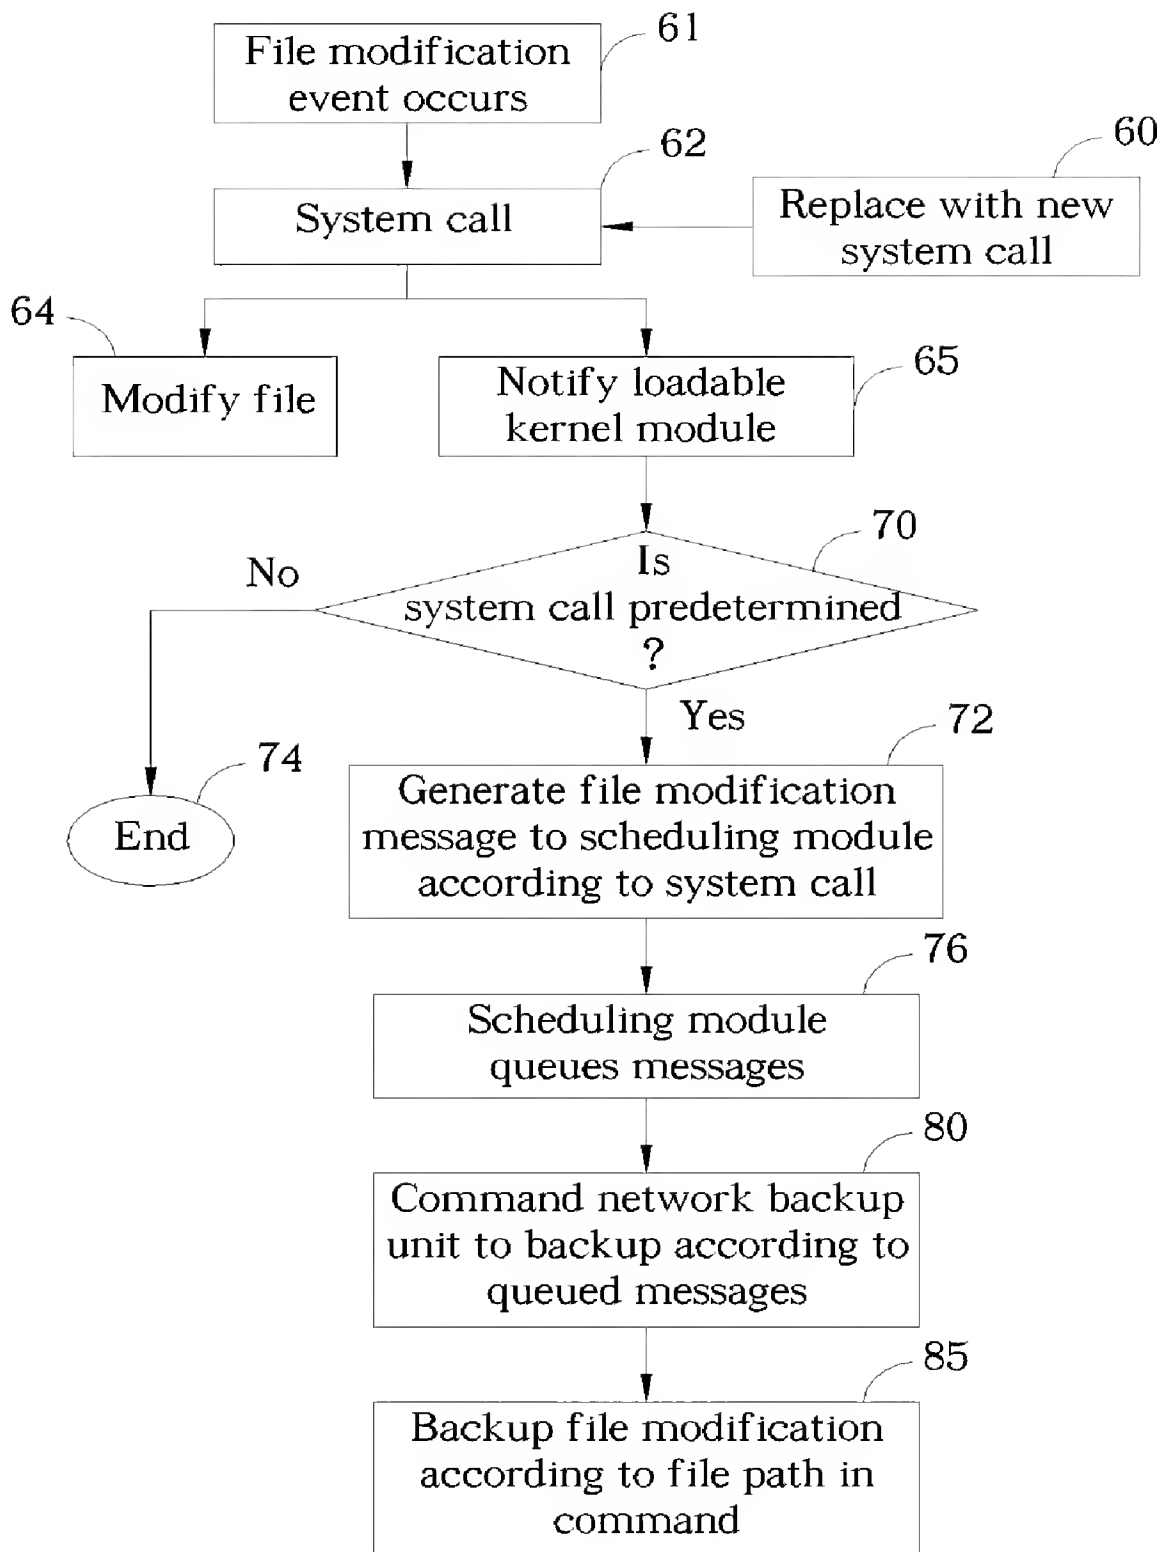 File modification
event occurs
61
System call
62
Replace with new
system call
60
Modify file
64
Notify loadable
kernel module
65
Is
system call predetermined
?
70
No
Yes
End
74
Generate file modification
message to scheduling module
according to system call
72
Scheduling module
queues messages
76
Command network backup
unit to backup according to
queued messages
80
Backup file modification
according to file path in
command
85